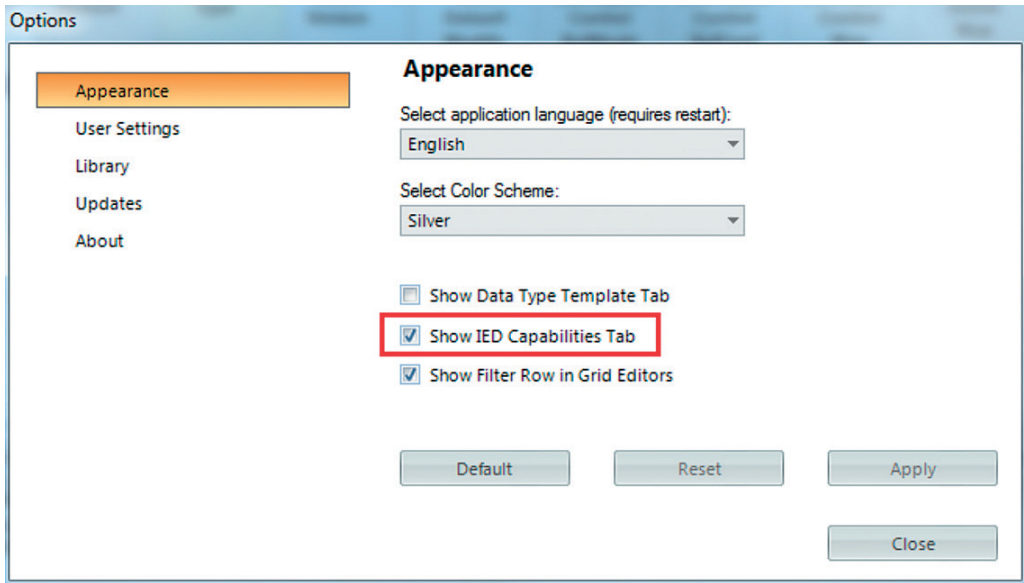 Options
Appearance
User Settings
Library
Updates
About
Appearance
Select application language (requires restart):
English
Select Color Scheme:
Silver
Show Data Type Template Tab
Show IED Capabilities Tab
Show Filter Row in Grid Editors
Default
Reset
Apply
Close